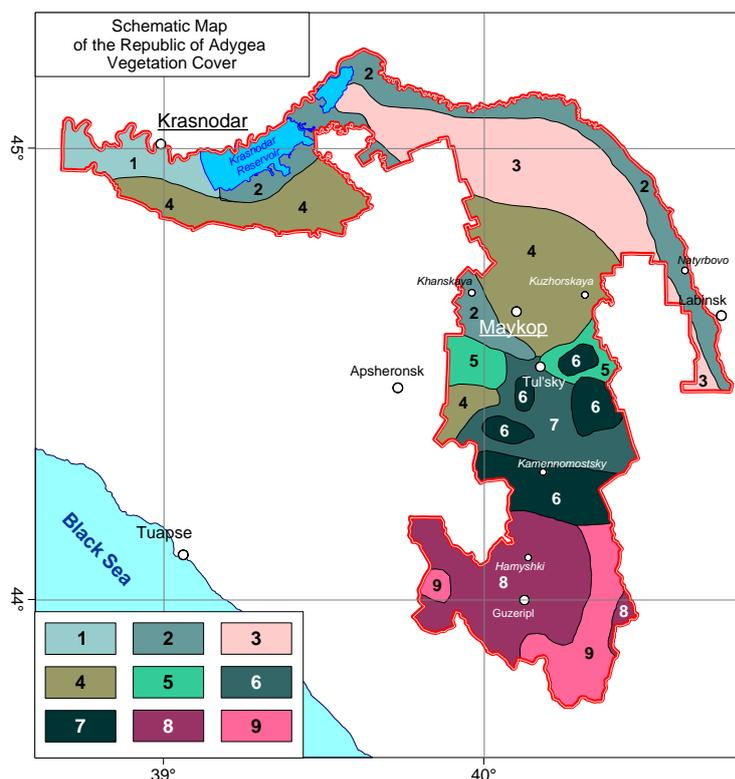 Schematic Map
of the Republic of Adygea
Vegetation Cover
2
Krasnodar
45°
1
Krasnodar
Reservoir
3
2
2
4
4
4
Natyrbovo
Khanskaya
Kuzhorskaya
2
Labinsk
Maykop
5
6
5
Apsheronsk
Tul'sky
3
6
4
6
7
6
Kamennomostsky
6
Black Sea
Tuapse
Hamyshki
9
8
44°
Guzeripl
8
9
1
2
3
4
5
6
7
8
9
39°
40°